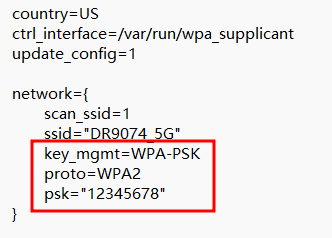 country=US
ctrl_interface=/var/run/wpa_supplicant
update_config=1
network={
scan_ssid=1
ssid="DR9074_5G"
key_mgmt=WPA-PSK
proto=WPA2
psk="12345678"
}